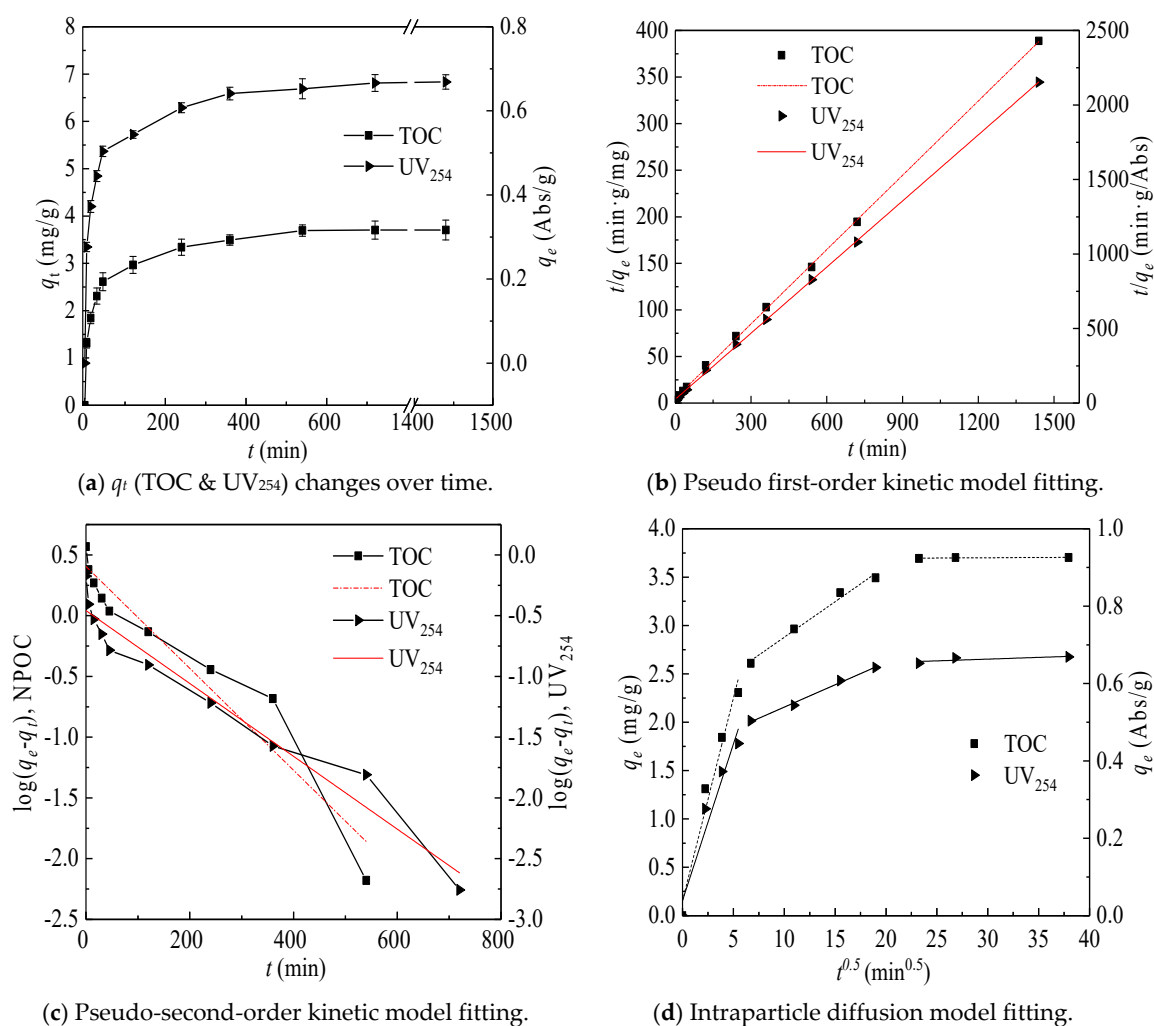 8
7
6
5
4
3
2
1
0
q_t (mg/g)
0.8
0.6
0.4
0.2
0.0
q_e (Abs/g)
TOC
UV254
0 200 400 600 1400 1500
t (min)
(a) q_t (TOC & UV254) changes over time.
400
350
300
250
200
150
100
50
0
t/q_e (min·g/mg)
2500
2000
1500
1000
500
0
t/q_e (min·g/Abs)
TOC
TOC
UV254
UV254
0 300 600 900 1200 1500
t (min)
(b) Pseudo first-order kinetic model fitting.
0.5
0.0
-0.5
-1.0
-1.5
-2.0
-2.5
log(q_e-q_t), NPOC
0.0
-0.5
-1.0
-1.5
-2.0
-2.5
-3.0
log(q_e-q_t), UV254
TOC
TOC
UV254
UV254
0 200 400 600 800
t (min)
(c) Pseudo-second-order kinetic model fitting.
4.0
3.5
3.0
2.5
2.0
1.5
1.0
0.5
0.0
q_e (mg/g)
1.0
0.8
0.6
0.4
0.2
0.0
q_e (Abs/g)
TOC
UV254
0 5 10 15 20 25 30 35 40
t^0.5 (min^0.5)
(d) Intraparticle diffusion model fitting.